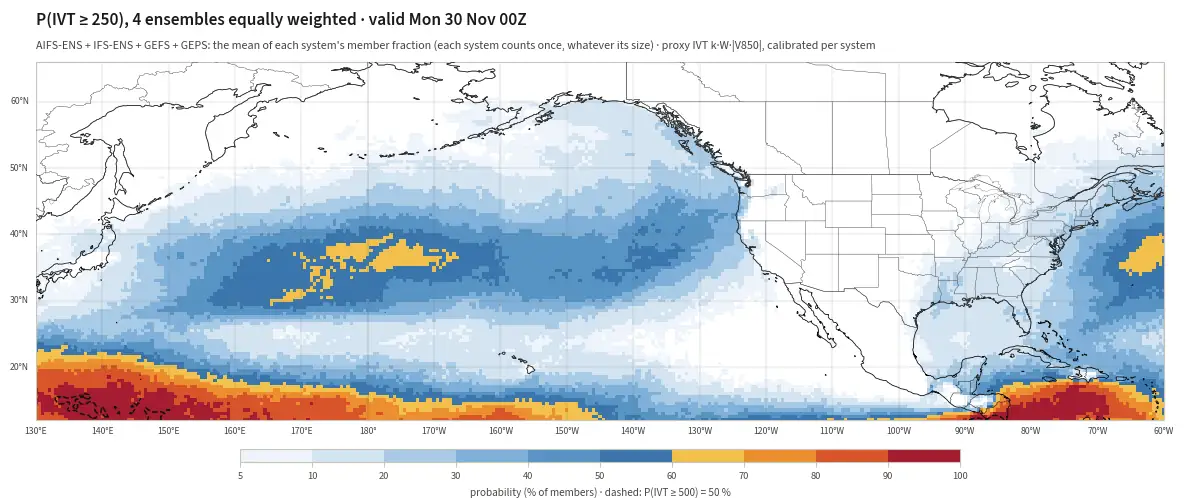 P(IVT ≥ 250), 4 ensembles equally weighted · valid Mon 30 Nov 00Z
AIFS-ENS + IFS-ENS + GEFS + GEPS: the mean of each system's member fraction (each system counts once, whatever its size) · proxy IVT k·W·|V850|, calibrated per system
60°N
50°N
40°N
30°N
20°N
130°E 140°E 150°E 160°E 170°E 180° 170°W 160°W 150°W 140°W 130°W 120°W 110°W 100°W 90°W 80°W 70°W 60°W
5 10 20 30 40 50 60 70 80 90 100
probability (% of members) · dashed: P(IVT ≥ 500) = 50 %